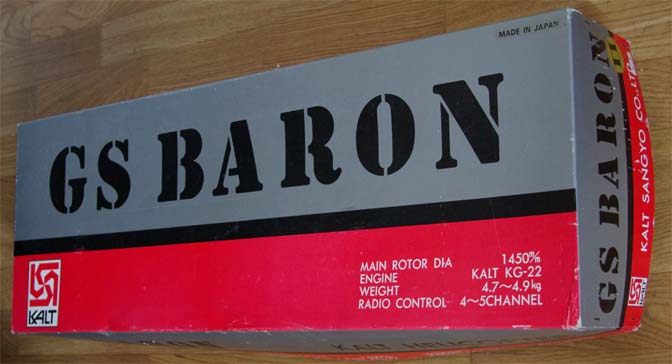 MADE IN JAPAN
GS BARON
MAIN ROTOR DIA 1450m/m
ENGINE KALT KG-22
WEIGHT 4.7〜4.9kg
RADIO CONTROL 4〜5CHANNEL
KALT
GS BARON
KALT SANGYO CO., LTD